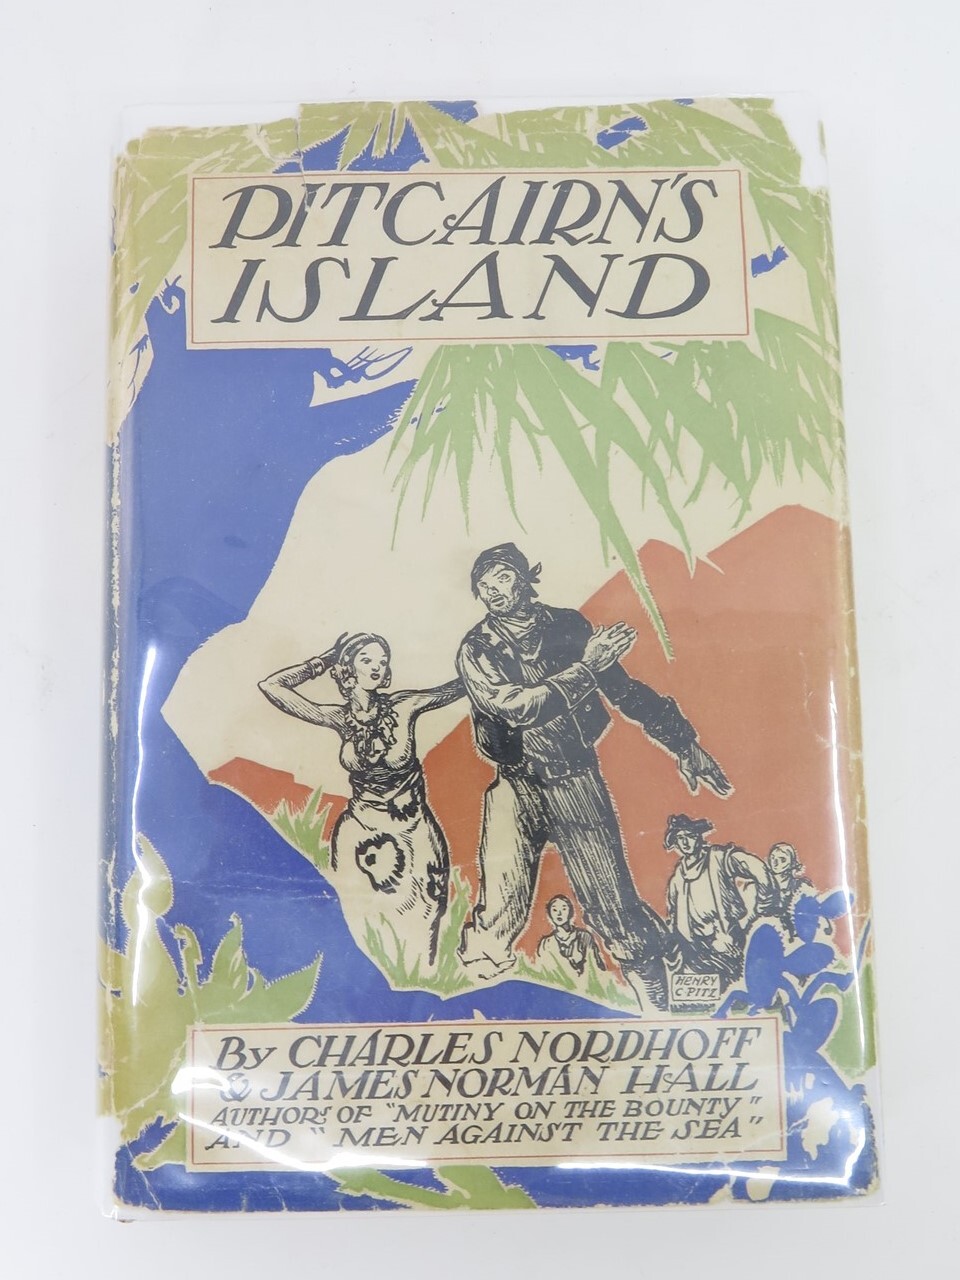 PITCAIRN'S
ISLAND
HENRY
C·PITZ
By CHARLES NORDHOFF
& JAMES NORMAN HALL
AUTHORS OF "MUTINY ON THE BOUNTY"
AND "MEN AGAINST THE SEA"